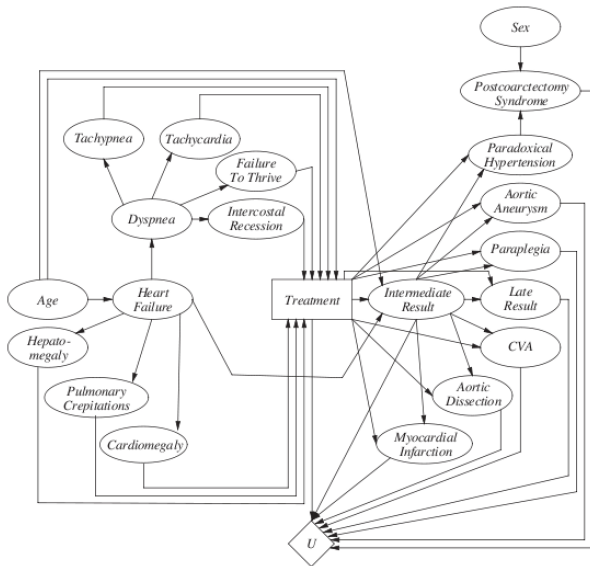 Sex
Postcoarctectomy
Syndrome
Tachypnea
Tachycardia
Paradoxical
Hypertension
Failure
To Thrive
Aortic
Aneurysm
Dyspnea
Intercostal
Recession
Paraplegia
Age
Heart
Failure
Treatment
Intermediate
Result
Late
Result
Hepato-
megaly
CVA
Pulmonary
Crepitations
Aortic
Dissection
Cardiomegaly
Myocardial
Infarction
U